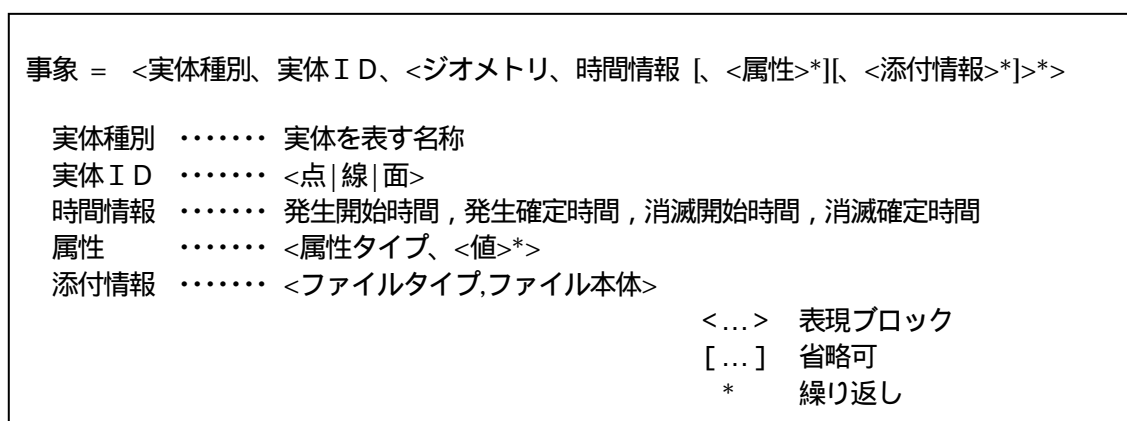 事象 = <実体種別、実体ＩＤ、<ジオメトリ、時間情報 [、<属性>*][、<添付情報>*]>*>
実体種別 ・・・・・・・ 実体を表す名称
実体ＩＤ ・・・・・・・ <点|線|面>
時間情報 ・・・・・・・ 発生開始時間 , 発生確定時間 , 消滅開始時間 , 消滅確定時間
属性 ・・・・・・・ <属性タイプ、<値>*>
添付情報 ・・・・・・・ <ファイルタイプ,ファイル本体>
<...> 表現ブロック
[...] 省略可
* 繰り返し